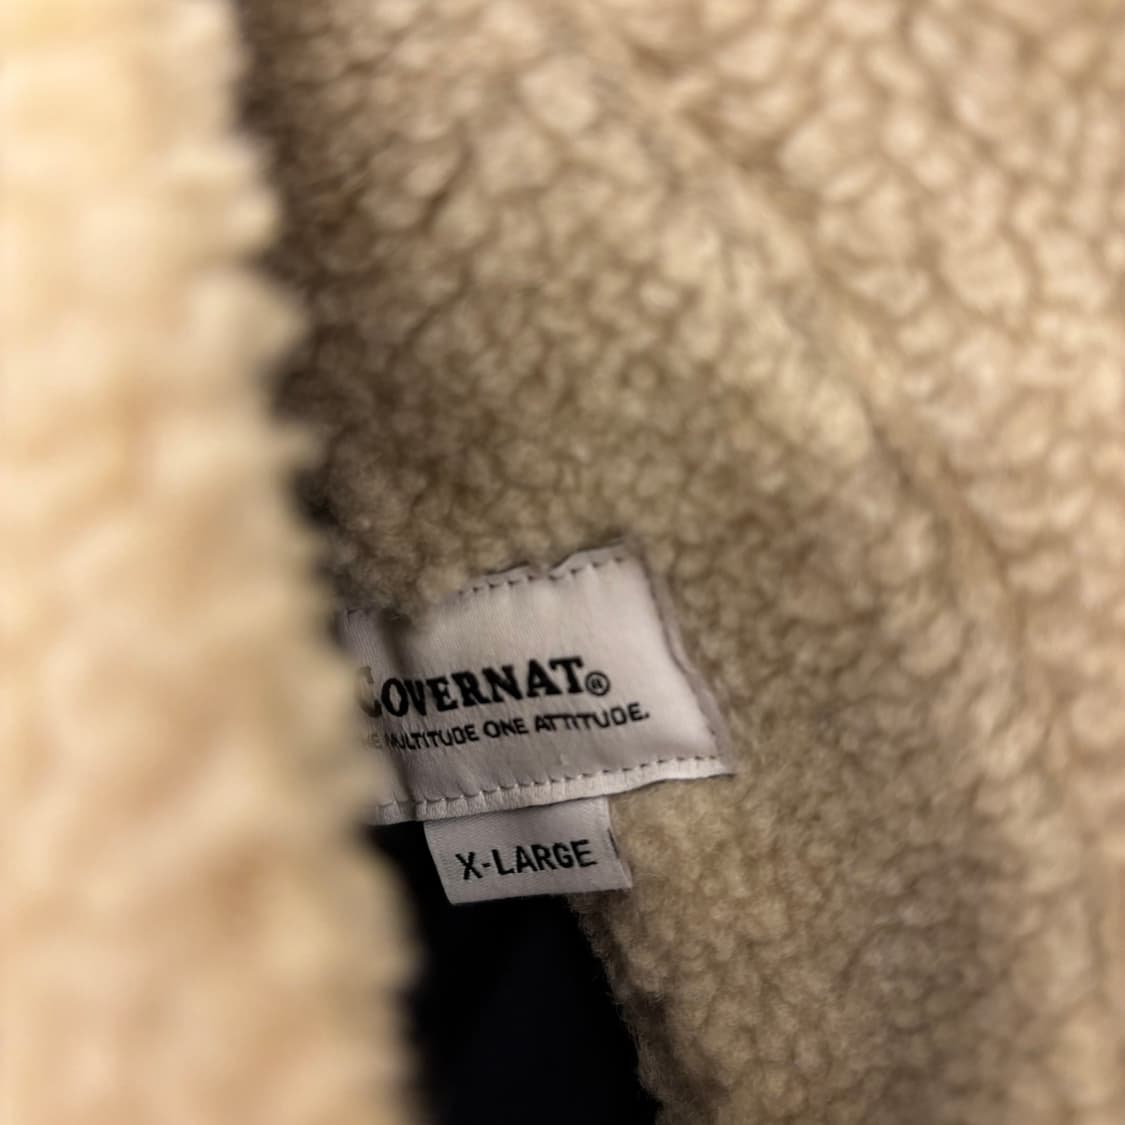 COVERNAT®
MULTITUDE ONE ATTITUDE.
X-LARGE